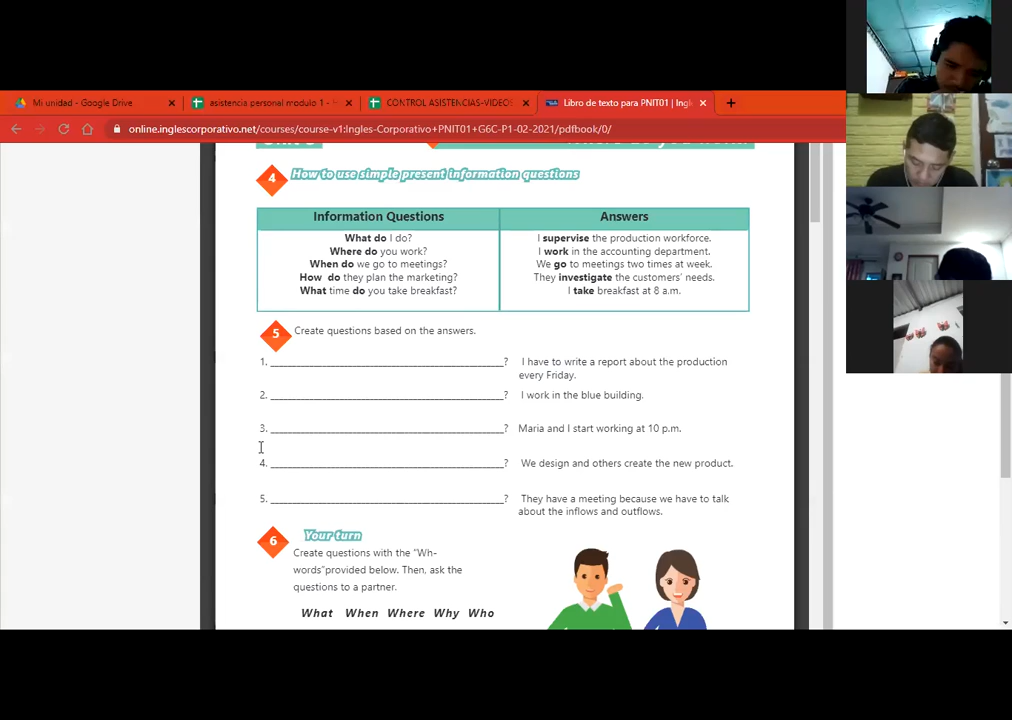 Mi unidad - Google Drive
asistencia personal modulo 1 -
CONTROL ASISTENCIAS-VIDEOS
Libro de texto para PNIT01 | Ingl
online.inglescorporativo.net/courses/course-v1:Ingles-Corporativo+PNIT01+G6C-P1-02-2021/pdfbook/0/
4 How to use simple present information questions
Information Questions
What do I do?
Where do you work?
When do we go to meetings?
How do they plan the marketing?
What time do you take breakfast?
Answers
I supervise the production workforce.
I work in the accounting department.
We go to meetings two times at week.
They investigate the customers' needs.
I take breakfast at 8 a.m.
5 Create questions based on the answers.
1. ______________________________? I have to write a report about the production
every Friday.
2. ______________________________? I work in the blue building.
3. ______________________________? Maria and I start working at 10 p.m.
4. ______________________________? We design and others create the new product.
5. ______________________________? They have a meeting because we have to talk
about the inflows and outflows.
6 Your turn
Create questions with the "Wh-
words"provided below. Then, ask the
questions to a partner.
What When Where Why Who